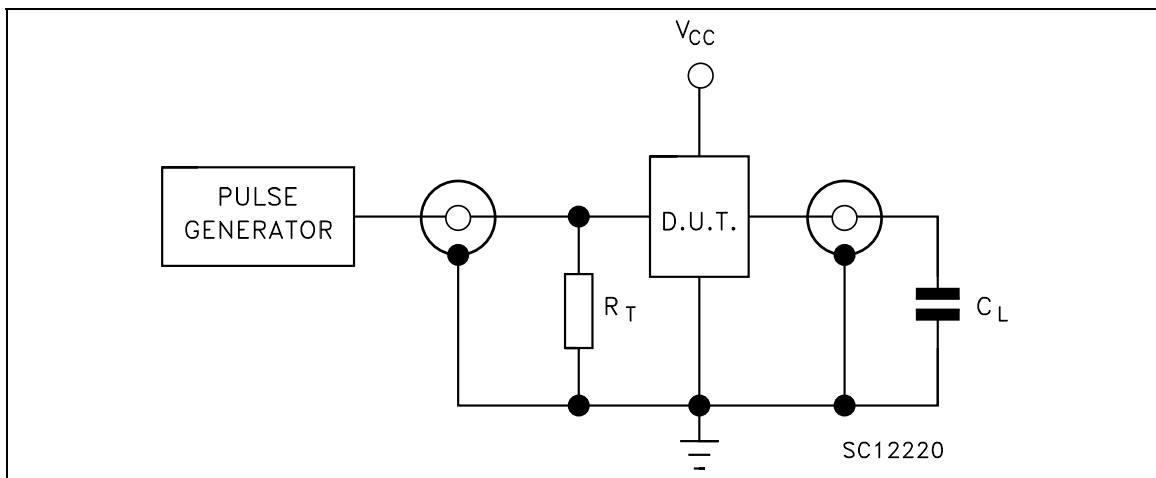 VCC
PULSE
GENERATOR
D.U.T.
RT
CL
SC12220